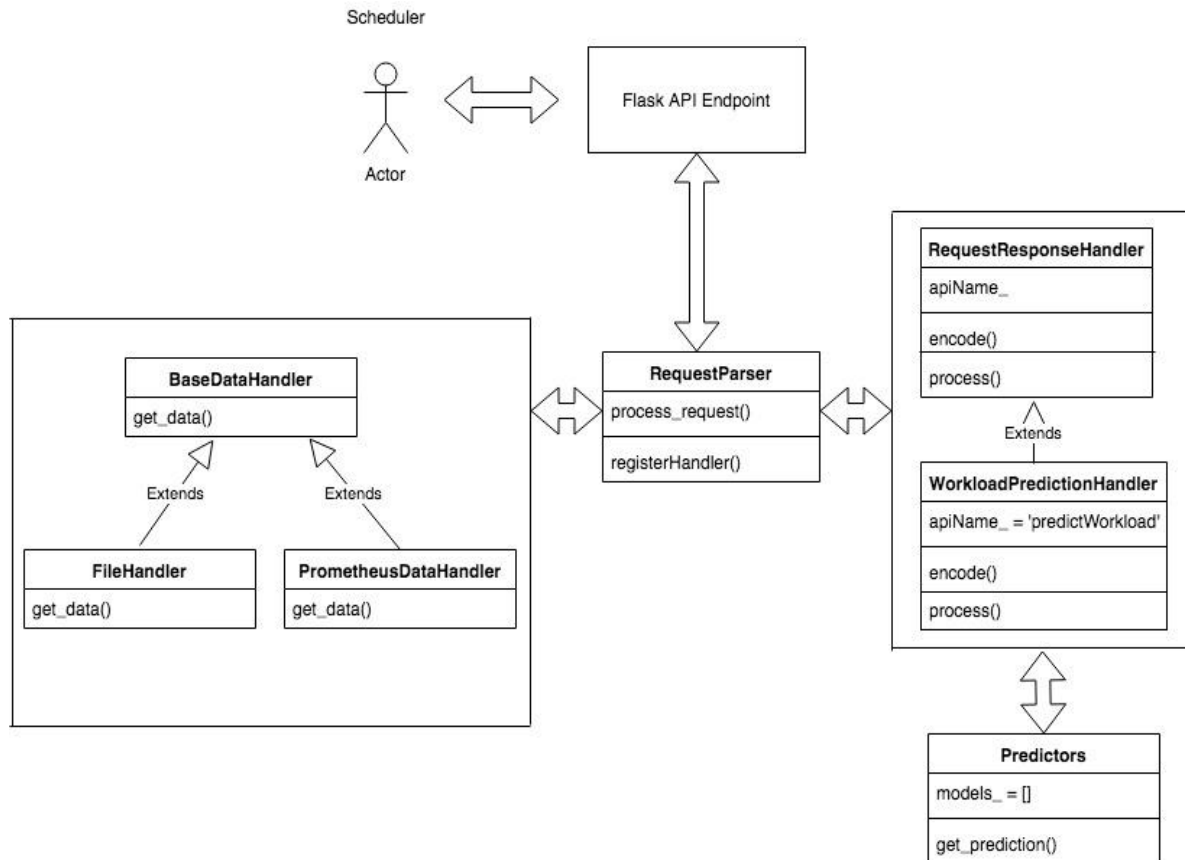 Scheduler
Actor
Flask API Endpoint
RequestResponseHandler
apiName_
encode()
process()
Extends
WorkloadPredictionHandler
apiName_ = 'predictWorkload'
encode()
process()
RequestParser
process_request()
registerHandler()
BaseDataHandler
get_data()
Extends
Extends
FileHandler
get_data()
PrometheusDataHandler
get_data()
Predictors
models_ = []
get_prediction()